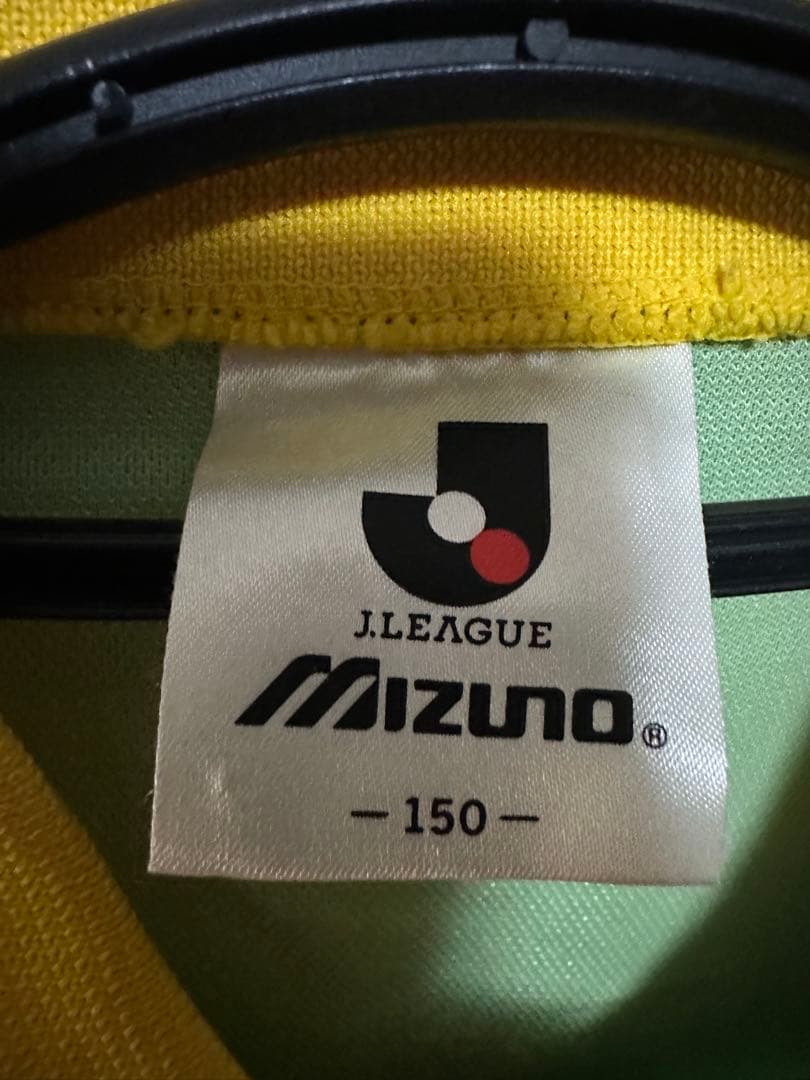 J.LEAGUE
MIZUNO®
— 150 —